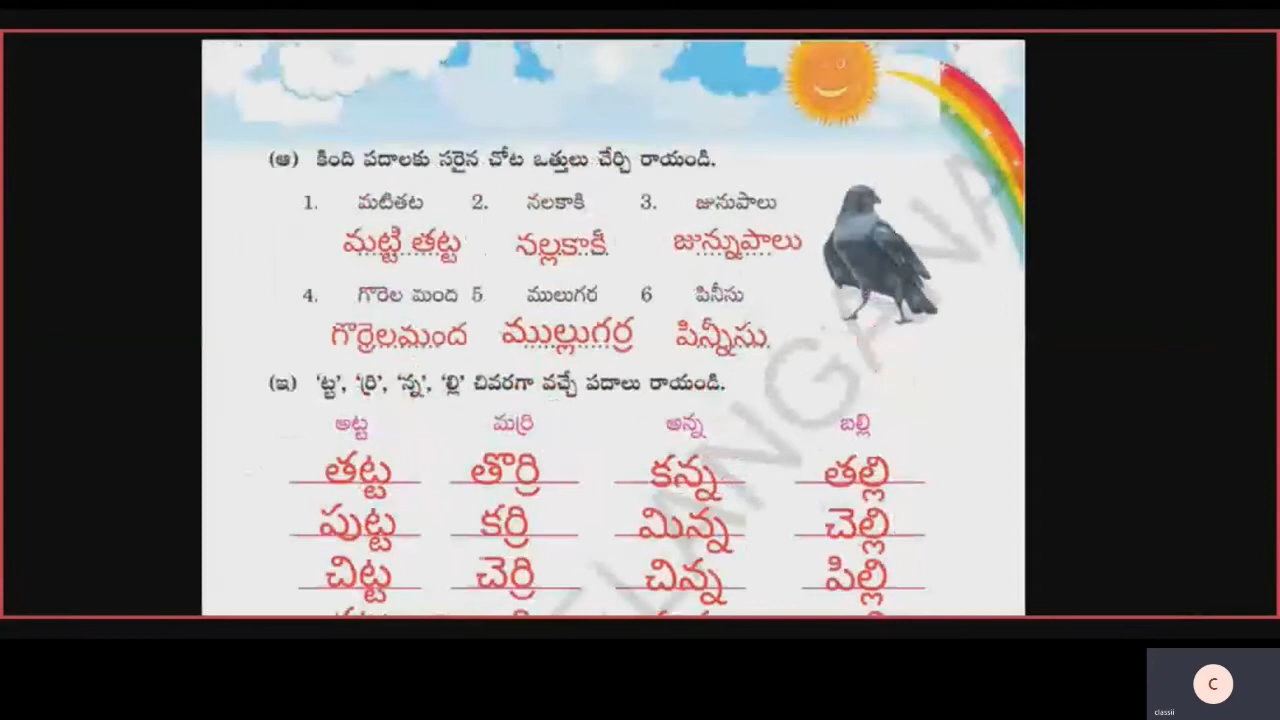 (ఆ) కింది పదాలకు సరైన చోట ఒత్తులు చేర్చి రాయండి.
1. మటితట 2. నలకాకి 3. జునుపాలు
మట్టి తట్ట నల్లకాకి జున్నుపాలు
4. గొరెల మంద 5 ములుగర 6 పినీసు
గొర్రెలమంద ముల్లుగర్ర పిన్నీసు
(ఇ) ‘ట్ట’, ‘ర్రి’, ‘న్న’, ‘ల్లి’ చివరగా వచ్చే పదాలు రాయండి.
అట్ట మర్రి అన్న బల్లి
తట్ట తొర్రి కన్న తల్లి
పుట్ట కర్రి మిన్న చెల్లి
చిట్ట చెర్రి చిన్న పిల్లి
C
classii